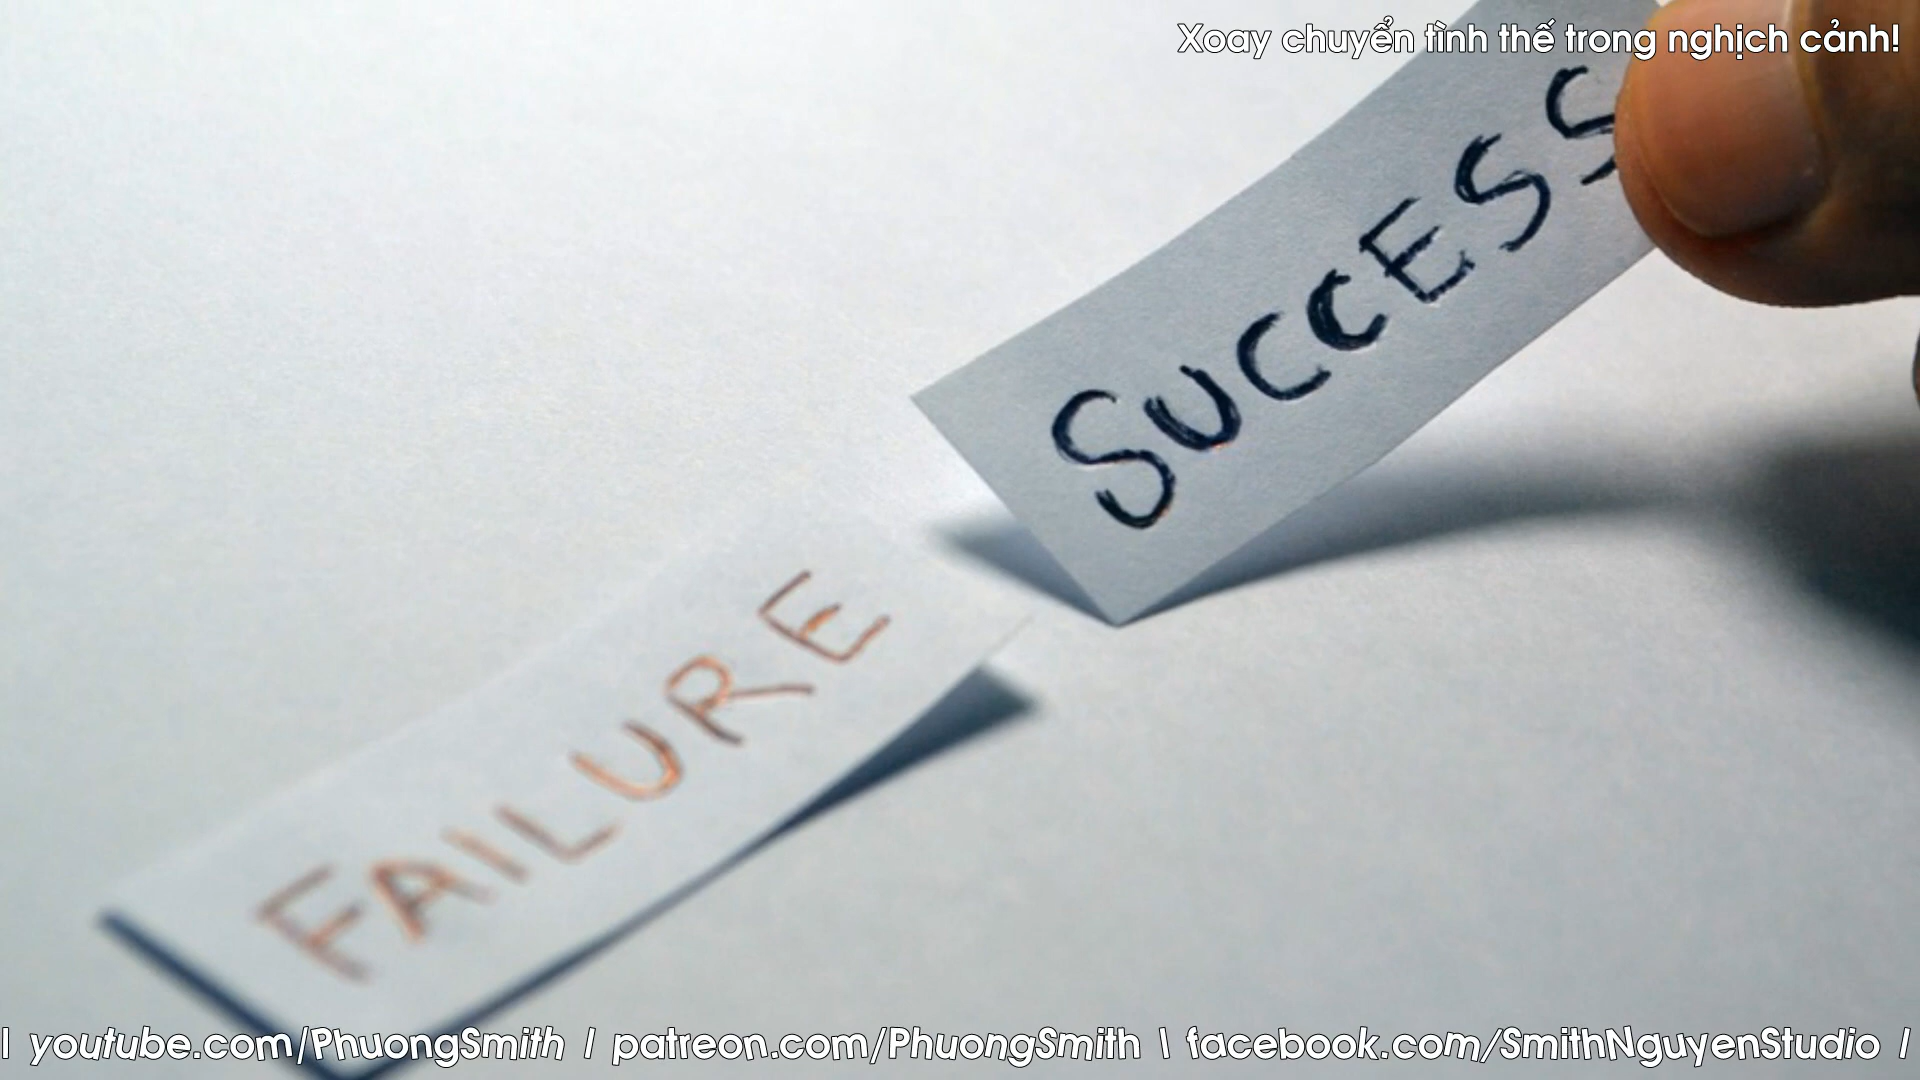 Xoay chuyển tình thế trong nghịch cảnh!
SUCCESS
FAILURE
| youtube.com/PhuongSmith | patreon.com/PhuongSmith | facebook.com/SmithNguyenStudio |